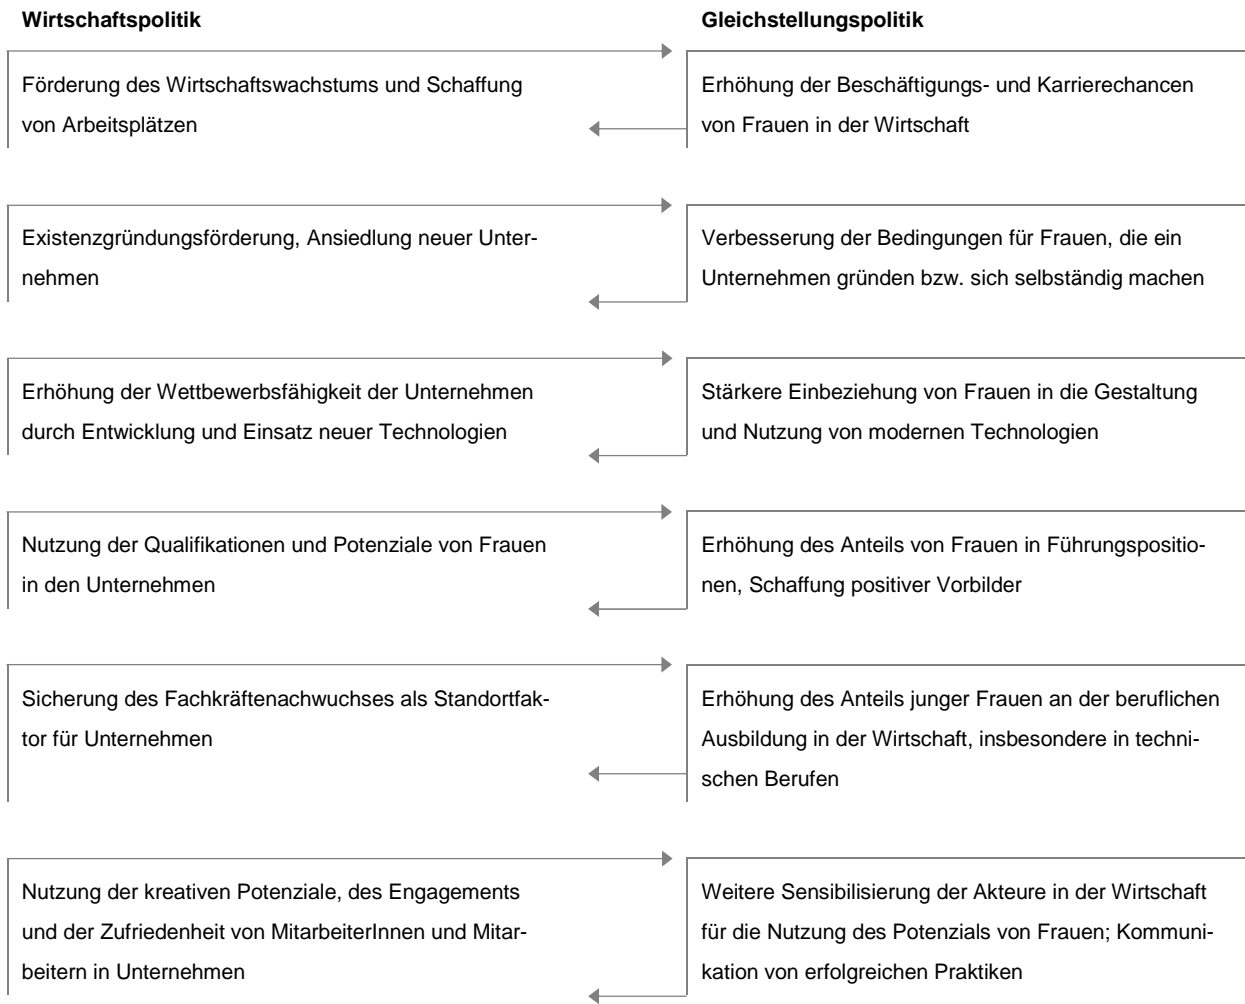 Wirtschaftspolitik
Gleichstellungspolitik
Förderung des Wirtschaftswachstums und Schaffung
von Arbeitsplätzen
Erhöhung der Beschäftigungs- und Karrierechancen
von Frauen in der Wirtschaft
Existenzgründungsförderung, Ansiedlung neuer Unter-
nehmen
Verbesserung der Bedingungen für Frauen, die ein
Unternehmen gründen bzw. sich selbständig machen
Erhöhung der Wettbewerbsfähigkeit der Unternehmen
durch Entwicklung und Einsatz neuer Technologien
Stärkere Einbeziehung von Frauen in die Gestaltung
und Nutzung von modernen Technologien
Nutzung der Qualifikationen und Potenziale von Frauen
in den Unternehmen
Erhöhung des Anteils von Frauen in Führungspositio-
nen, Schaffung positiver Vorbilder
Sicherung des Fachkräftenachwuchses als Standortfak-
tor für Unternehmen
Erhöhung des Anteils junger Frauen an der beruflichen
Ausbildung in der Wirtschaft, insbesondere in techni-
schen Berufen
Nutzung der kreativen Potenziale, des Engagements
und der Zufriedenheit von MitarbeiterInnen und Mitar-
beitern in Unternehmen
Weitere Sensibilisierung der Akteure in der Wirtschaft
für die Nutzung des Potenzials von Frauen; Kommuni-
kation von erfolgreichen Praktiken